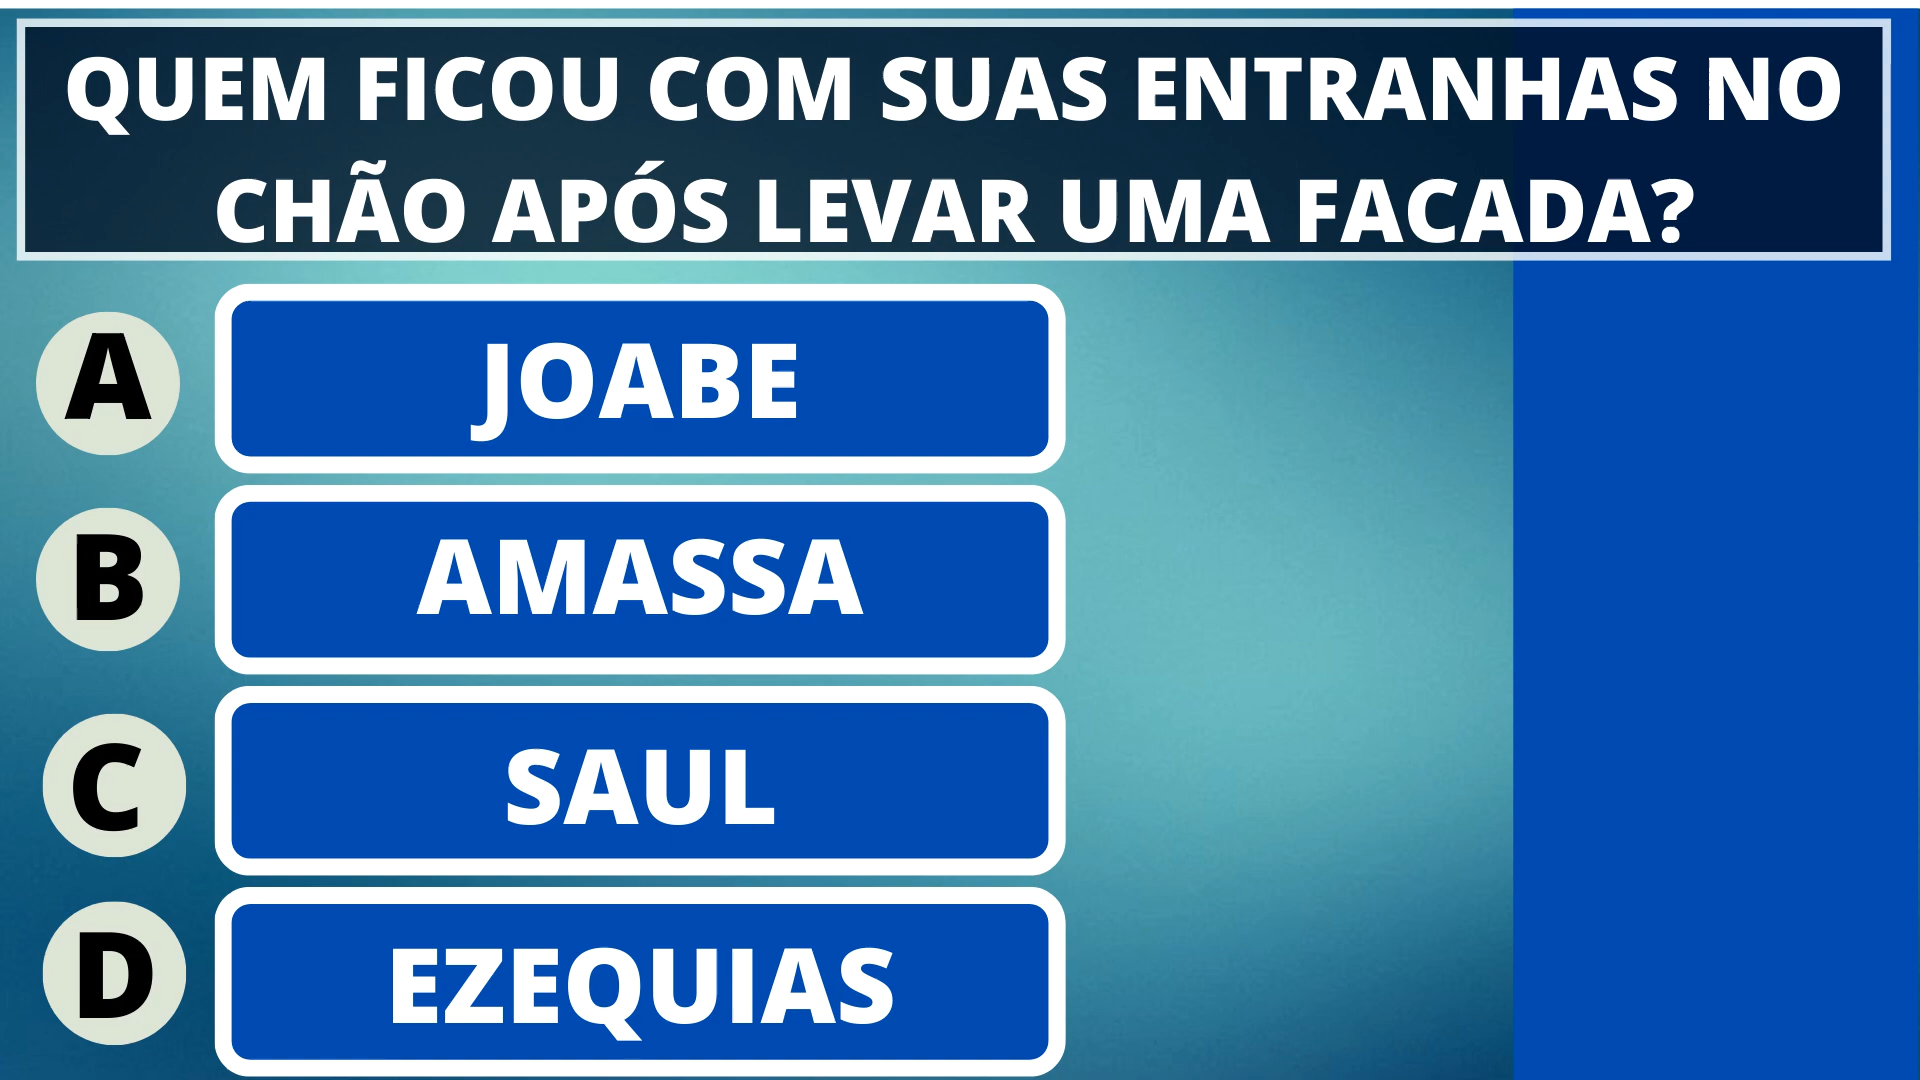 QUEM FICOU COM SUAS ENTRANHAS NO
CHÃO APÓS LEVAR UMA FACADA?
A JOABE
B AMASSA
C SAUL
D EZEQUIAS